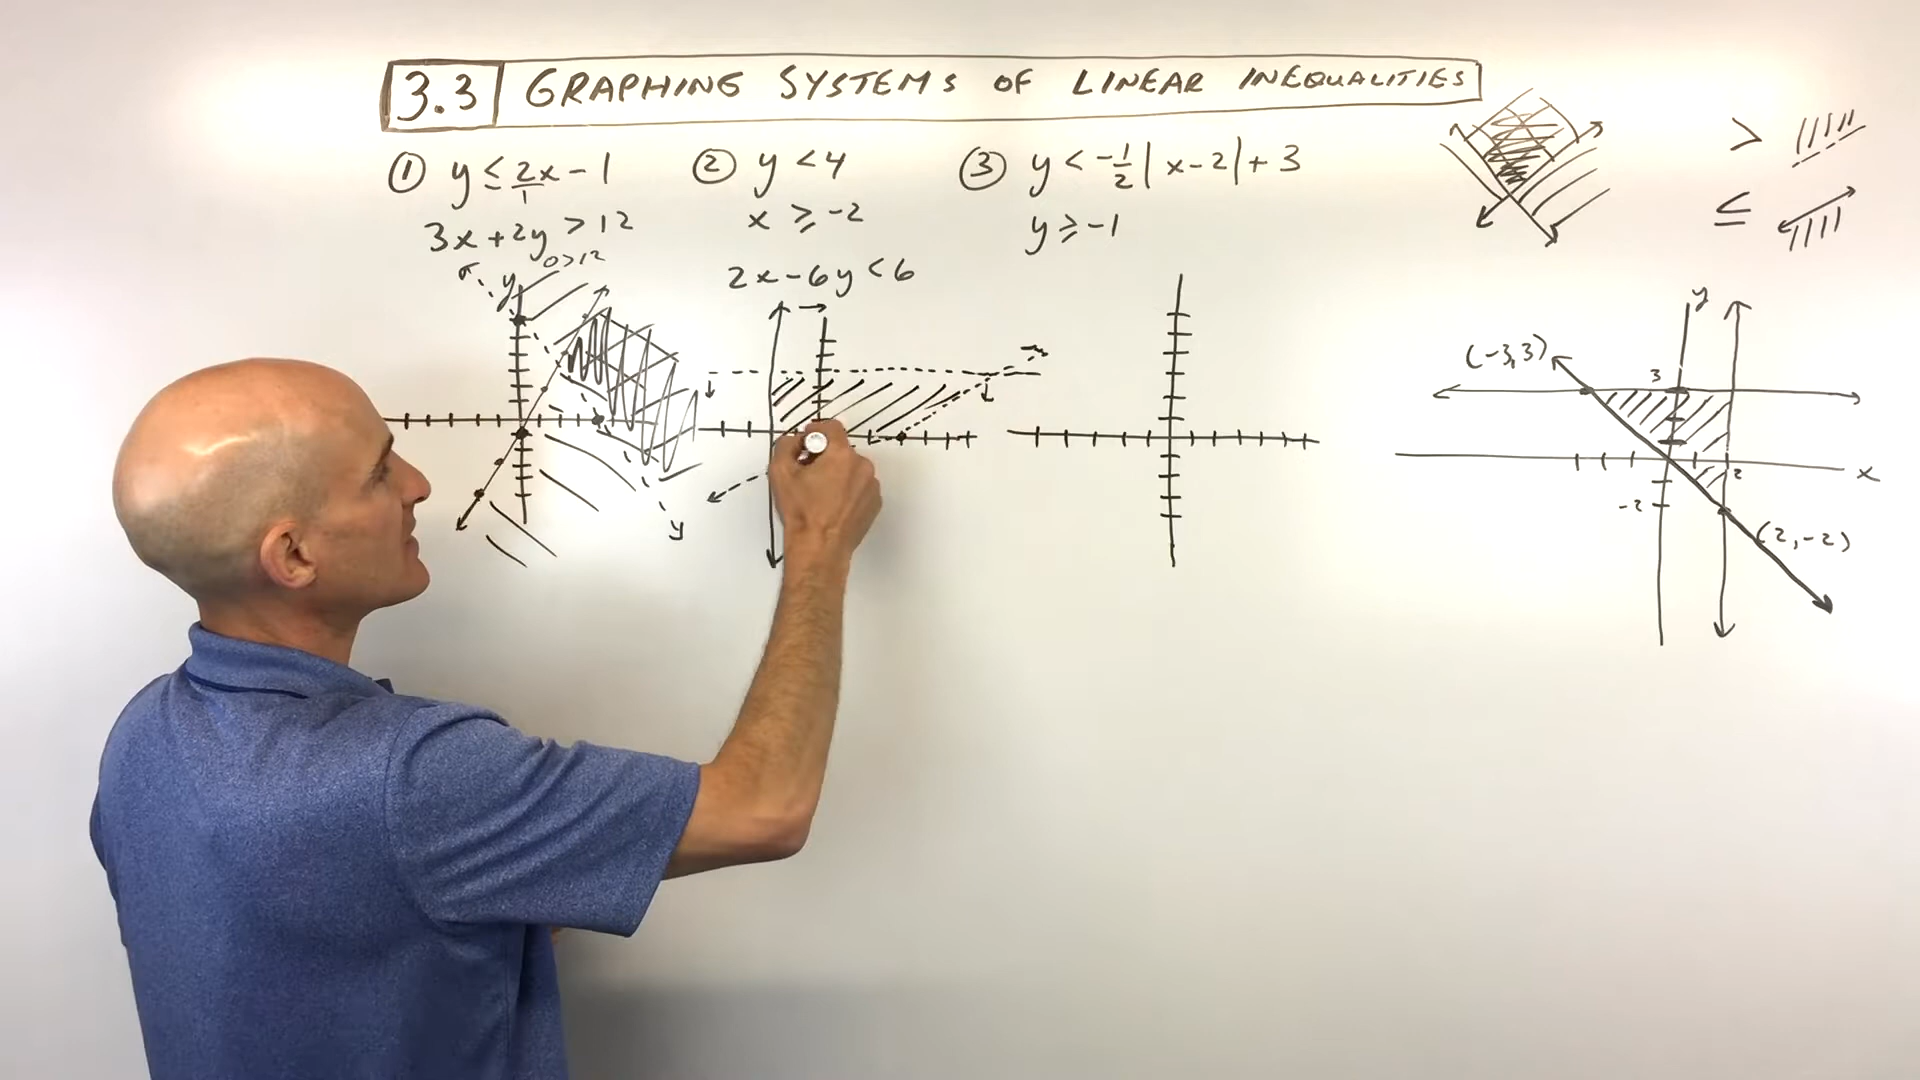 3.3 GRAPHING SYSTEMS OF LINEAR INEQUALITIES
① y ≤ 2x/1 - 1
3x + 2y > 12
0 > 12
y
y
② y < 4
x ≥ -2
2x - 6y < 6
③ y < -1/2 | x - 2 | + 3
y ≥ -1
>
≤
y
(-3,3)
3
x
2
-2
(2,-2)